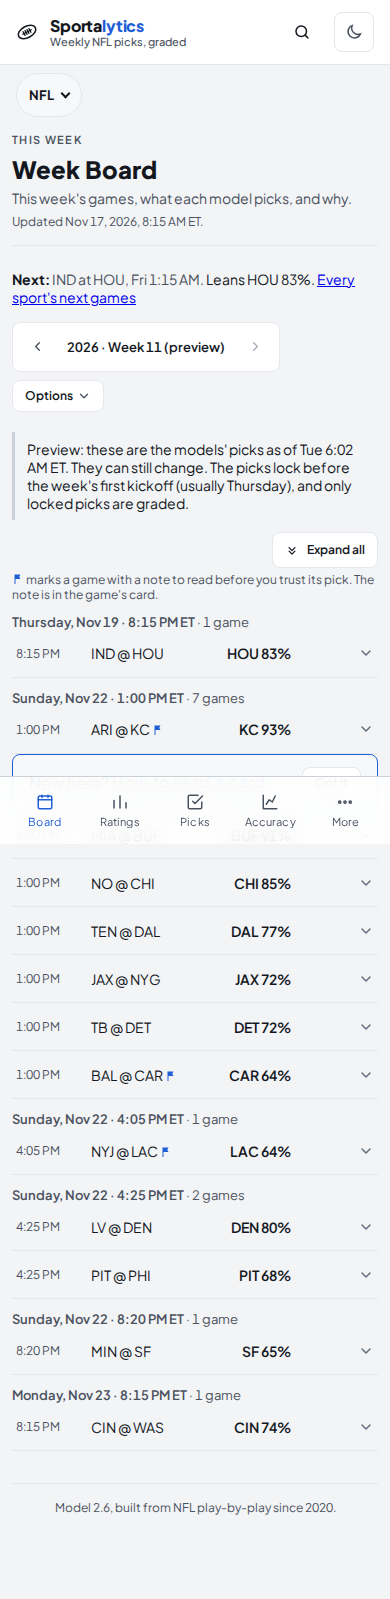 Sportalytics
Weekly NFL picks, graded
NFL
THIS WEEK
Week Board
This week's games, what each model picks, and why.
Updated Nov 17, 2026, 8:15 AM ET.
Next: IND at HOU, Fri 1:15 AM. Leans HOU 83%. Every
sport's next games
2026 · Week 11 (preview)
Options
Preview: these are the models' picks as of Tue 6:02
AM ET. They can still change. The picks lock before
the week's first kickoff (usually Thursday), and only
locked picks are graded.
Expand all
marks a game with a note to read before you trust its pick. The
note is in the game's card.
Thursday, Nov 19 · 8:15 PM ET · 1 game
8:15 PM IND @ HOU HOU 83%
Sunday, Nov 22 · 1:00 PM ET · 7 games
1:00 PM ARI @ KC KC 93%
New here? How to read a card
Board Ratings Picks Accuracy More
MIA @ BUF BUF 91%
1:00 PM NO @ CHI CHI 85%
1:00 PM TEN @ DAL DAL 77%
1:00 PM JAX @ NYG JAX 72%
1:00 PM TB @ DET DET 72%
1:00 PM BAL @ CAR CAR 64%
Sunday, Nov 22 · 4:05 PM ET · 1 game
4:05 PM NYJ @ LAC LAC 64%
Sunday, Nov 22 · 4:25 PM ET · 2 games
4:25 PM LV @ DEN DEN 80%
4:25 PM PIT @ PHI PIT 68%
Sunday, Nov 22 · 8:20 PM ET · 1 game
8:20 PM MIN @ SF SF 65%
Monday, Nov 23 · 8:15 PM ET · 1 game
8:15 PM CIN @ WAS CIN 74%
Model 2.6, built from NFL play-by-play since 2020.